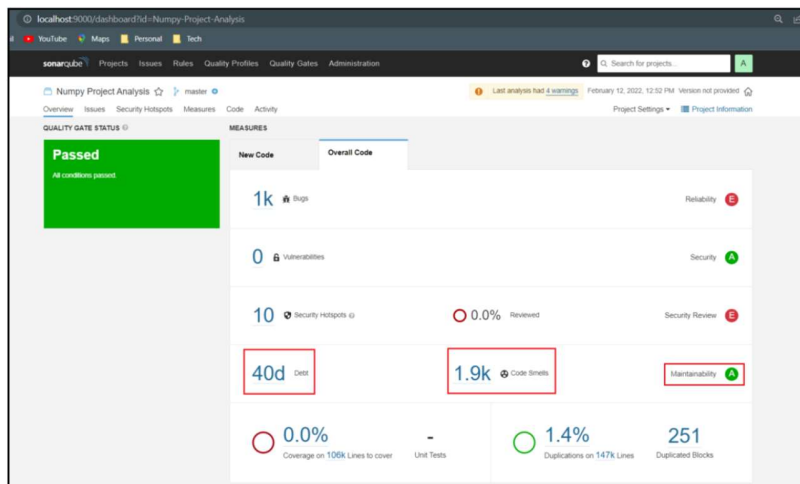 localhost:9000/dashboard?id=Numpy-Project-Analysis
YouTube Maps Personal Tech
sonarqube Projects Issues Rules Quality Profiles Quality Gates Administration Search for projects... A
Numpy Project Analysis master Last analysis had 4 warnings February 12, 2022, 12:52 PM Version not provided
Overview Issues Security Hotspots Measures Code Activity Project Settings Project Information
QUALITY GATE STATUS MEASURES
Passed
All conditions passed.
New Code Overall Code
1k Bugs Reliability E
0 Vulnerabilities Security A
10 Security Hotspots 0.0% Reviewed Security Review E
40d Debt 1.9k Code Smells Maintainability A
0.0% - 1.4% 251
Coverage on 106k Lines to cover Unit Tests Duplications on 147k Lines Duplicated Blocks